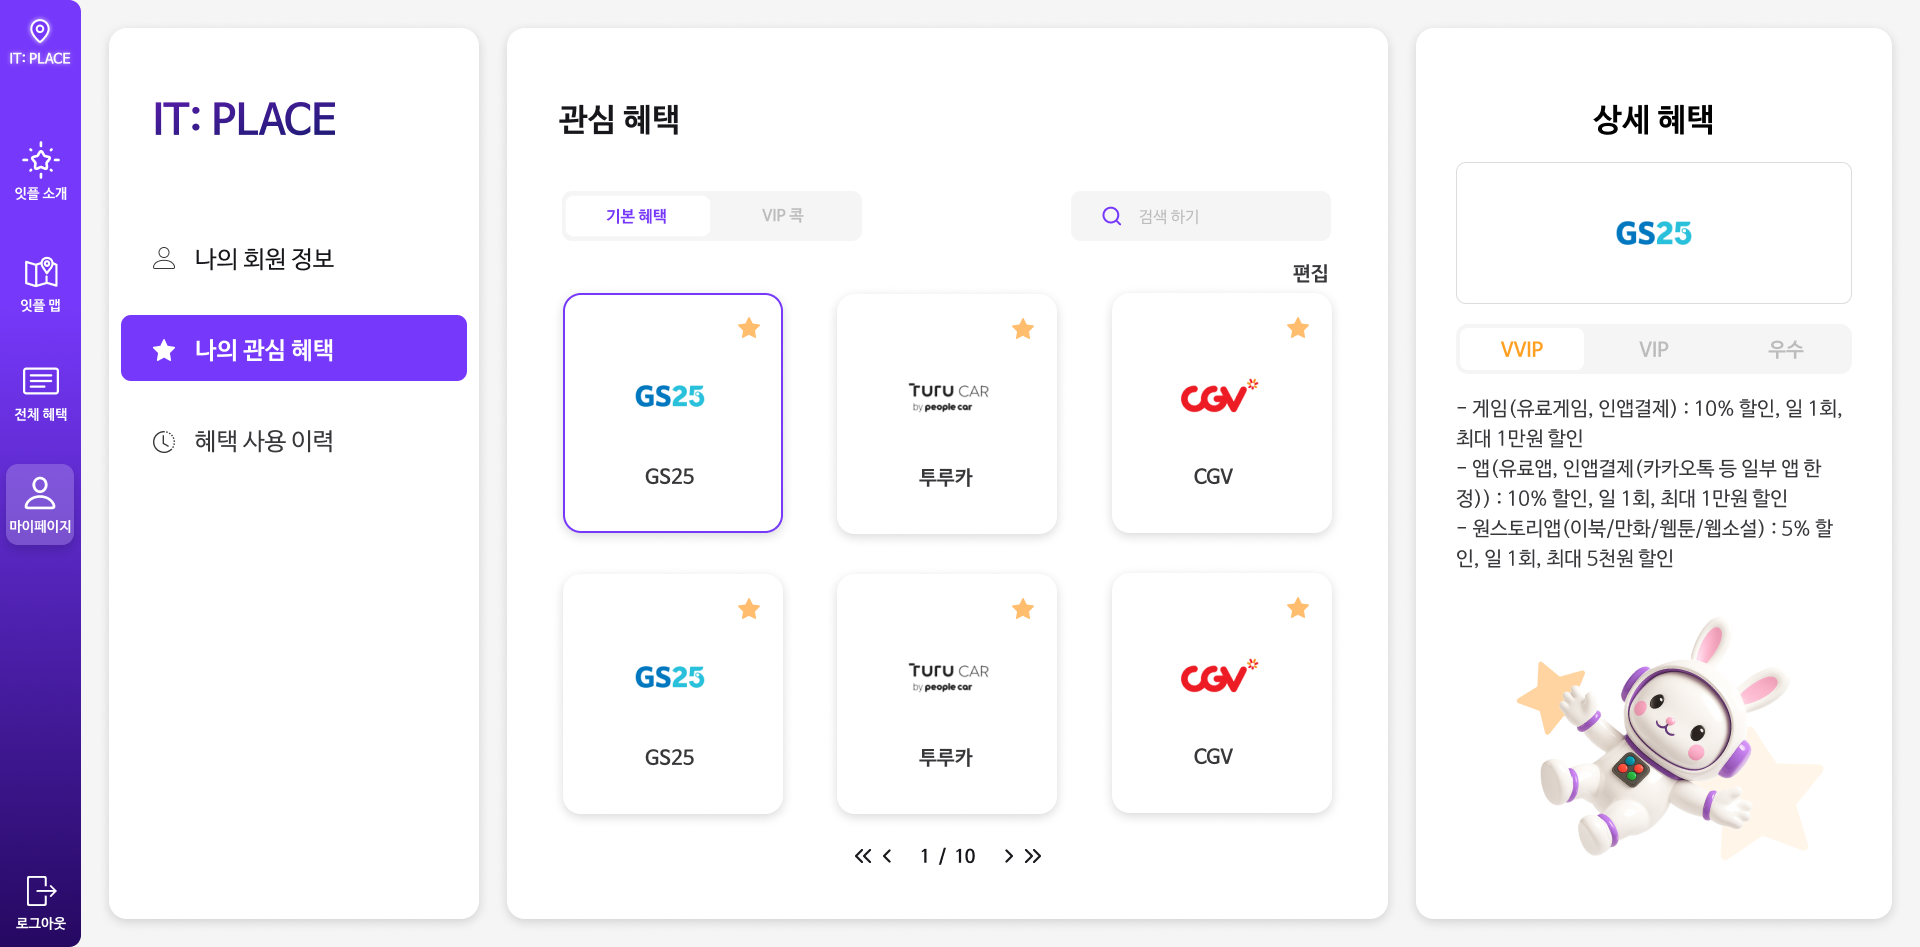 IT: PLACE
잇플 소개
잇플 맵
전체 혜택
마이페이지
로그아웃
IT: PLACE
나의 회원 정보
나의 관심 혜택
혜택 사용 이력
관심 혜택
기본 혜택
VIP 콕
검색 하기
편집
GS25
GS25
TURU CAR
by people car
투루카
CGV
CGV
GS25
GS25
TURU CAR
by people car
투루카
CGV
CGV
1 / 10
상세 혜택
GS25
VVIP
VIP
우수
- 게임(유료게임, 인앱결제) : 10% 할인, 일 1회,
최대 1만원 할인
- 앱(유료앱, 인앱결제(카카오톡 등 일부 앱 한
정)) : 10% 할인, 일 1회, 최대 1만원 할인
- 원스토리앱(이북/만화/웹툰/웹소설) : 5% 할
인, 일 1회, 최대 5천원 할인